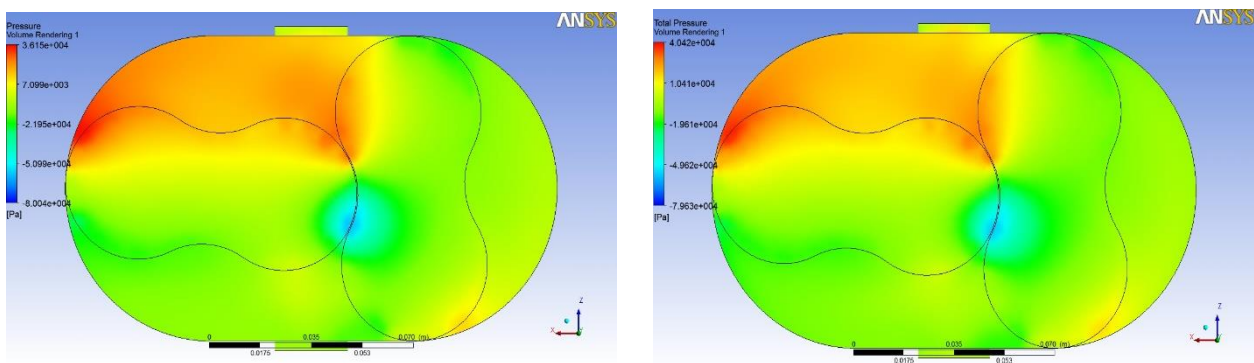 Pressure
Volume Rendering 1
3.615e+004
7.099e+003
-2.195e+004
-5.099e+004
-8.004e+004
[Pa]
ANSYS
0 0.035 0.070 (m)
0.0175 0.053
Z
X
Total Pressure
Volume Rendering 1
4.042e+004
1.041e+004
-1.961e+004
-4.962e+004
-7.963e+004
[Pa]
ANSYS
0 0.035 0.070 (m)
0.0175 0.053
Z
X